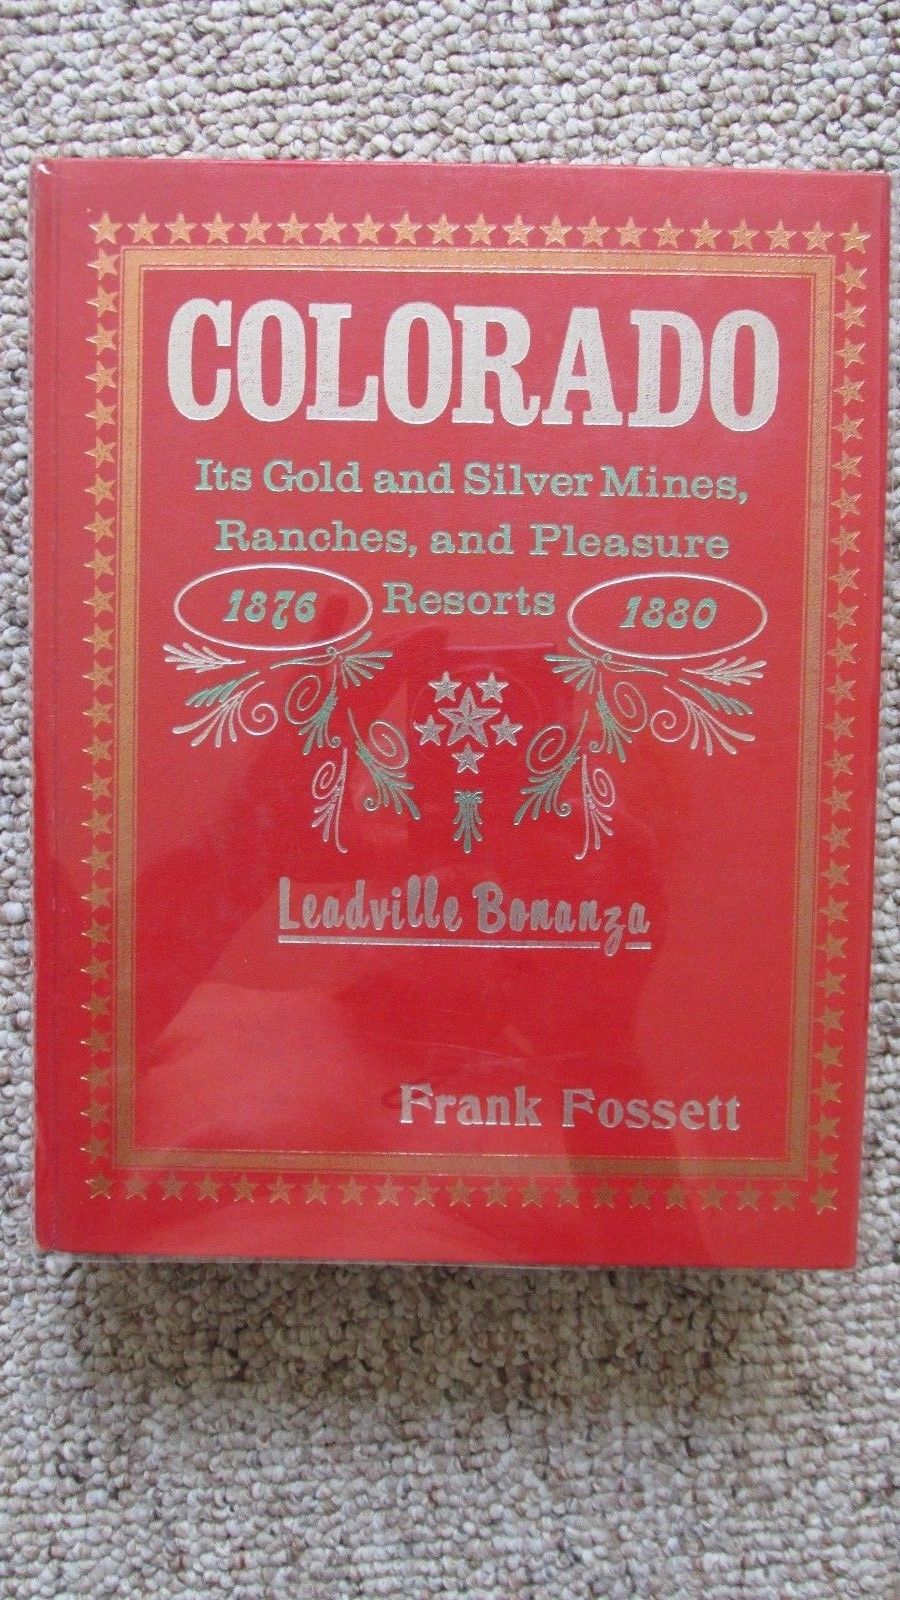 COLORADO
Its Gold and Silver Mines,
Ranches, and Pleasure
1876 Resorts 1880
Leadville Bonanza
Frank Fossett